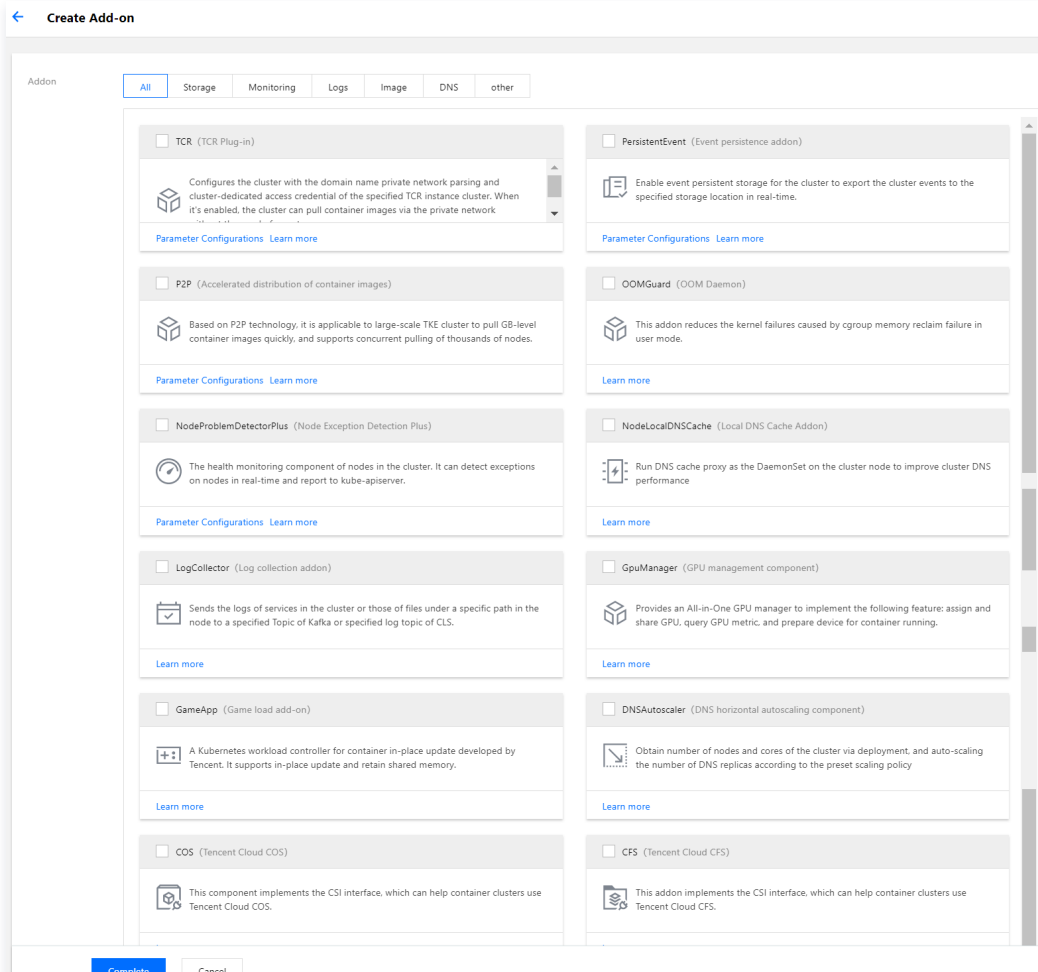 Create Add-on
Addon
All Storage Monitoring Logs Image DNS other
TCR (TCR Plug-in)
Configures the cluster with the domain name private network parsing and
cluster-dedicated access credential of the specified TCR instance cluster. When
it's enabled, the cluster can pull container images via the private network
Parameter Configurations Learn more
PersistentEvent (Event persistence addon)
Enable event persistent storage for the cluster to export the cluster events to the
specified storage location in real-time.
Parameter Configurations Learn more
P2P (Accelerated distribution of container images)
Based on P2P technology, it is applicable to large-scale TKE cluster to pull GB-level
container images quickly, and supports concurrent pulling of thousands of nodes.
Parameter Configurations Learn more
OOMGuard (OOM Daemon)
This addon reduces the kernel failures caused by cgroup memory reclaim failure in
user mode.
Learn more
NodeProblemDetectorPlus (Node Exception Detection Plus)
The health monitoring component of nodes in the cluster. It can detect exceptions
on nodes in real-time and report to kube-apiserver.
Parameter Configurations Learn more
NodeLocalDNSCache (Local DNS Cache Addon)
Run DNS cache proxy as the DaemonSet on the cluster node to improve cluster DNS
performance
Learn more
LogCollector (Log collection addon)
Sends the logs of services in the cluster or those of files under a specific path in the
node to a specified Topic of Kafka or specified log topic of CLS.
Learn more
GpuManager (GPU management component)
Provides an All-in-One GPU manager to implement the following feature: assign and
share GPU, query GPU metric, and prepare device for container running.
Learn more
GameApp (Game load add-on)
A Kubernetes workload controller for container in-place update developed by
Tencent. It supports in-place update and retain shared memory.
Learn more
DNSAutoscaler (DNS horizontal autoscaling component)
Obtain number of nodes and cores of the cluster via deployment, and auto-scaling
the number of DNS replicas according to the preset scaling policy
Learn more
COS (Tencent Cloud COS)
This component implements the CSI interface, which can help container clusters use
Tencent Cloud COS.
CFS (Tencent Cloud CFS)
This addon implements the CSI interface, which can help container clusters use
Tencent Cloud CFS.
Complete Cancel